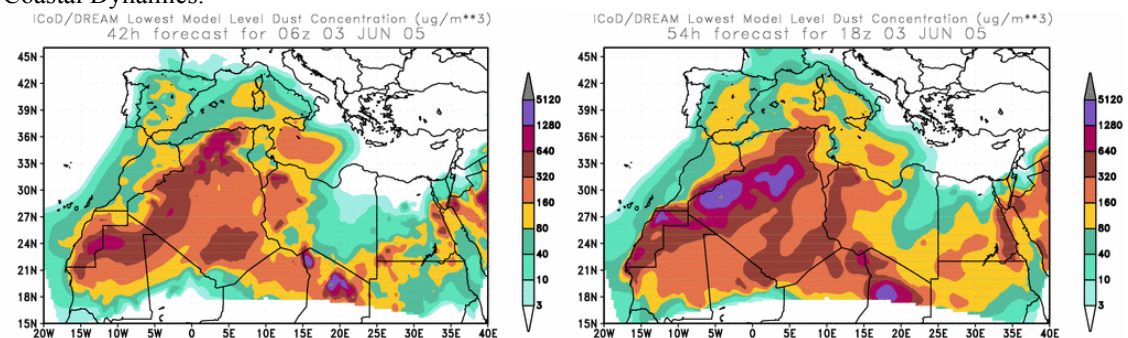 Coastal Dynamics.
ICoD/DREAM Lowest Model Level Dust Concentration (ug/m**3)
42h forecast for 06z 03 JUN 05
45N
42N
39N
36N
33N
30N
27N
24N
21N
18N
15N
20W 15W 10W 5W 0 5E 10E 15E 20E 25E 30E 35E 40E
5120
1280
640
320
160
80
40
10
3
ICoD/DREAM Lowest Model Level Dust Concentration (ug/m**3)
54h forecast for 18z 03 JUN 05
45N
42N
39N
36N
33N
30N
27N
24N
21N
18N
15N
20W 15W 10W 5W 0 5E 10E 15E 20E 25E 30E 35E 40E
5120
1280
640
320
160
80
40
10
3